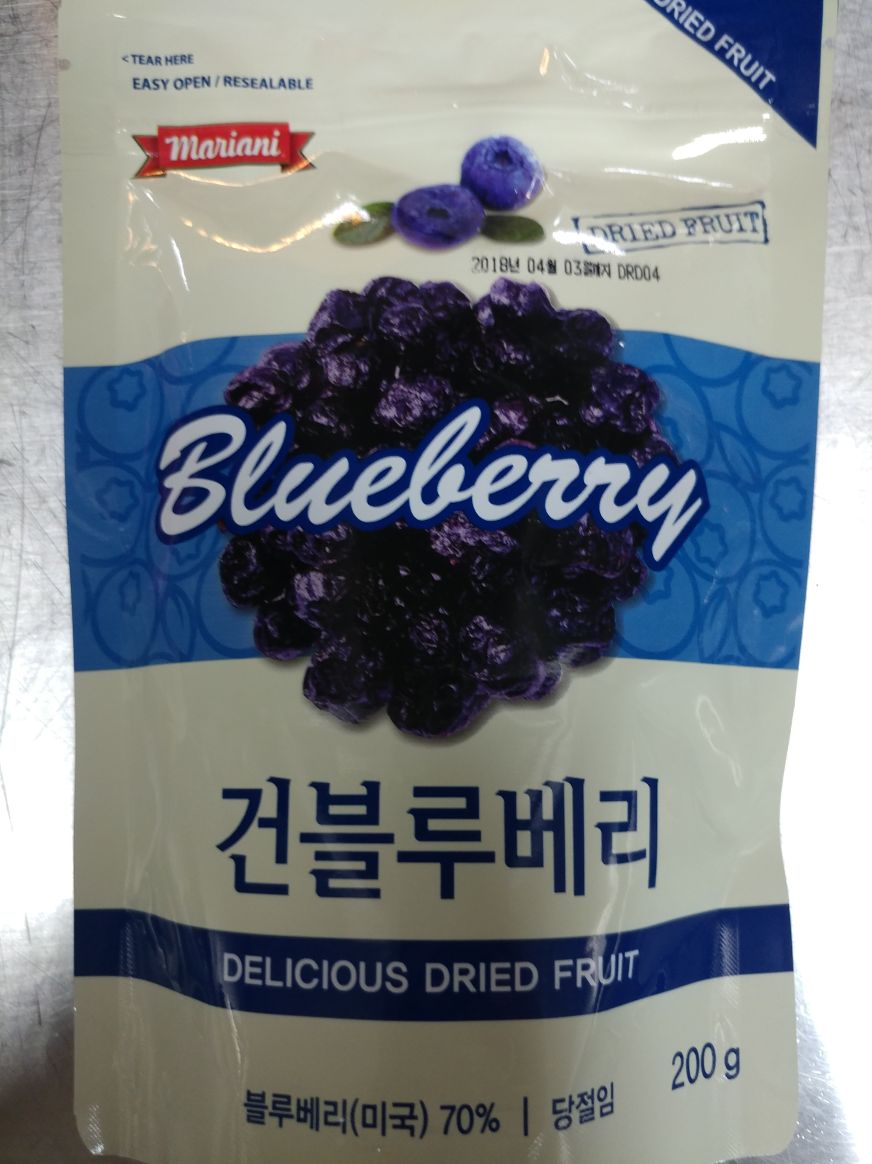 DRIED FRUIT
< TEAR HERE
EASY OPEN / RESEALABLE
Mariani
DRIED FRUIT
2018년 04월 03일까지 DRD04
Blueberry
건블루베리
DELICIOUS DRIED FRUIT
200 g
블루베리(미국) 70% | 당절임